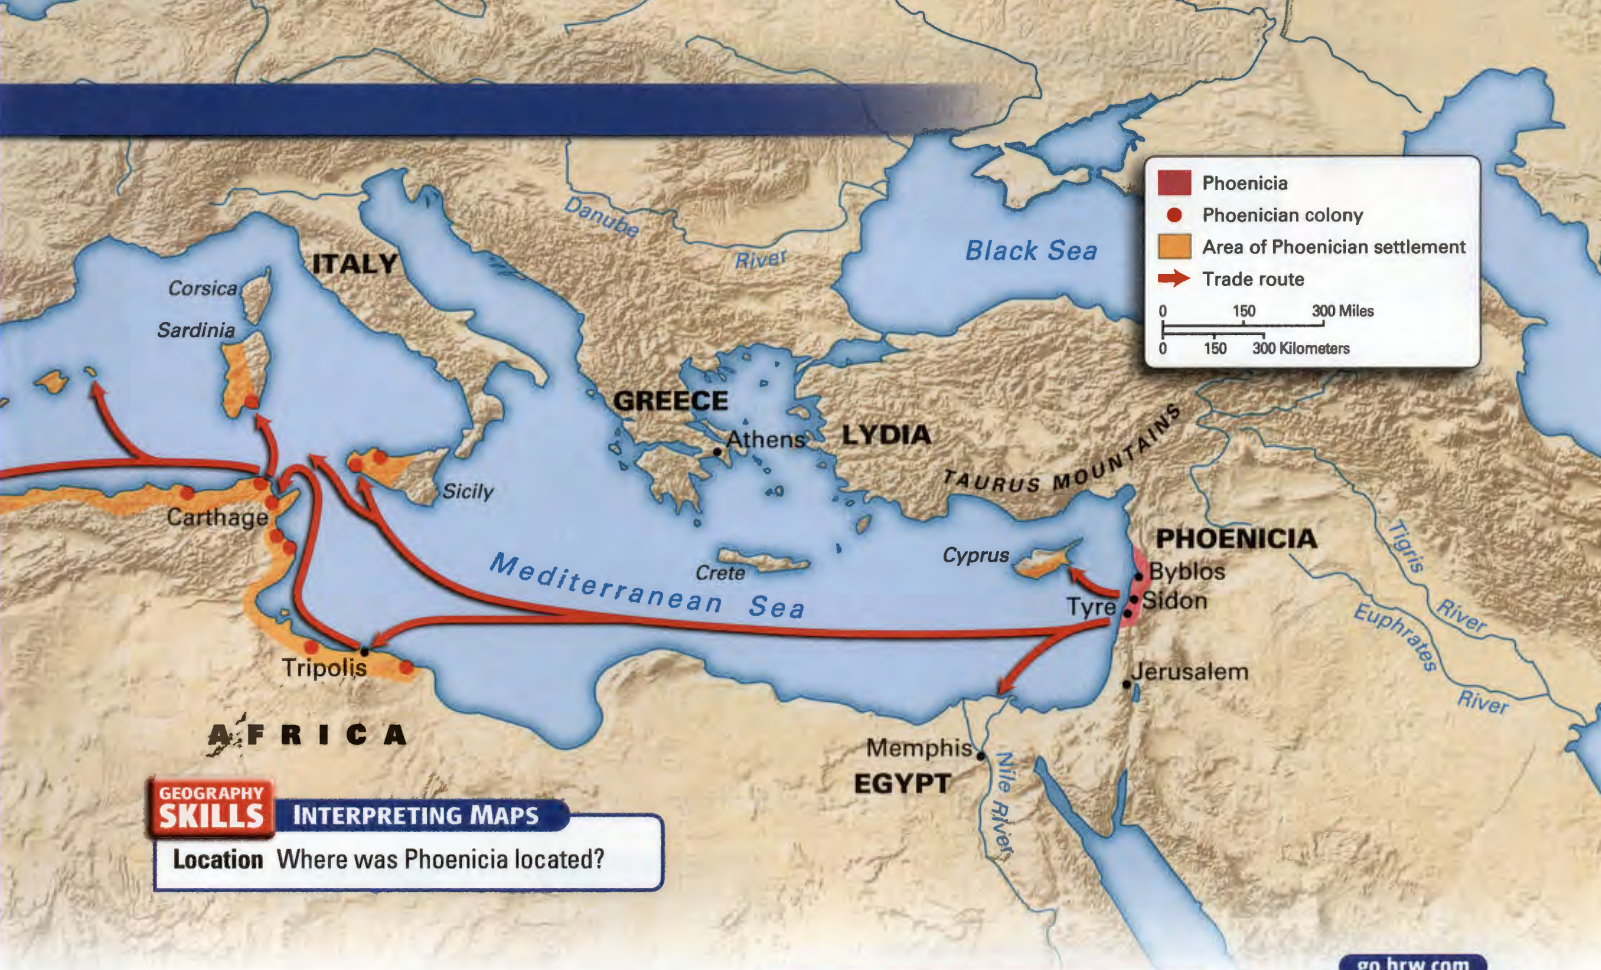 Danube
River
Black Sea
Phoenicia
Phoenician colony
Area of Phoenician settlement
Trade route
0 150 300 Miles
0 150 300 Kilometers
ITALY
Corsica
Sardinia
GREECE
Athens
LYDIA
TAURUS MOUNTAINS
Sicily
Carthage
Mediterranean Sea
Crete
Cyprus
PHOENICIA
Byblos
Sidon
Tyre
Tigris
River
Euphrates
River
Jerusalem
Tripolis
AFRICA
Memphis
EGYPT
Nile River
GEOGRAPHY
SKILLS
INTERPRETING MAPS
Location Where was Phoenicia located?
go.hrw.com